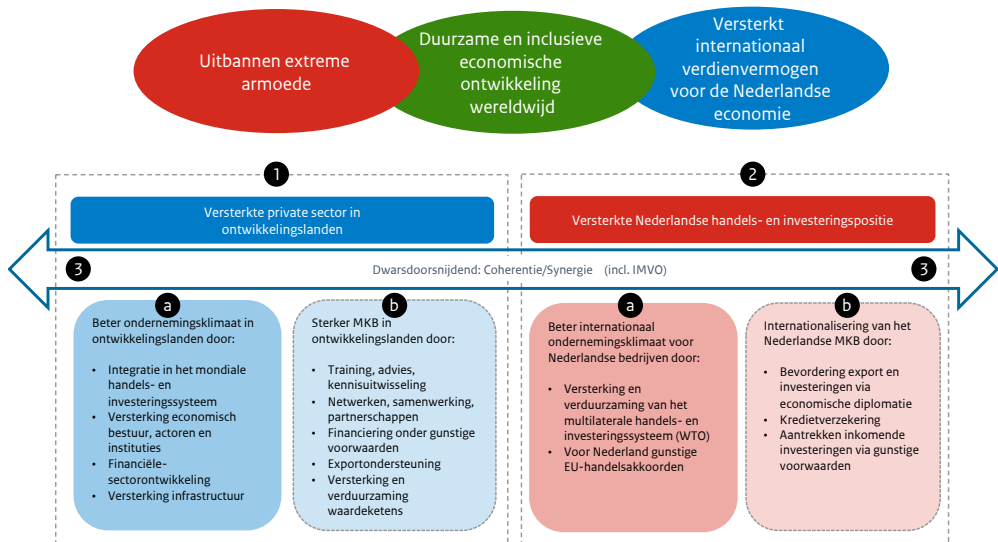 Uitbannen extreme
armoede
Duurzame en inclusieve
economische
ontwikkeling
wereldwijd
Versterkt
internationaal
verdienvermogen
voor de Nederlandse
economie
1
2
Versterkte private sector in
ontwikkelingslanden
Versterkte Nederlandse handels- en investeringspositie
3
Dwarsdoorsnijdend: Coherentie/Synergie (incl. IMVO)
3
a
Beter ondernemingsklimaat in
ontwikkelingslanden door:
• Integratie in het mondiale
handels- en
investeringssysteem
• Versterking economisch
bestuur, actoren en
instituties
• Financiële-
sectorontwikkeling
• Versterking infrastructuur
b
Sterker MKB in
ontwikkelingslanden door:
• Training, advies,
kennisuitwisseling
• Netwerken, samenwerking,
partnerschappen
• Financiering onder gunstige
voorwaarden
• Exportondersteuning
• Versterking en
verduurzaming
waardeketens
a
Beter internationaal
ondernemingsklimaat voor
Nederlandse bedrijven door:
• Versterking en
verduurzaming van het
multilaterale handels- en
investeringssysteem (WTO)
• Voor Nederland gunstige
EU-handelsakkoorden
b
Internationalisering van het
Nederlandse MKB door:
• Bevordering export en
investeringen via
economische diplomatie
• Kredietverzekering
• Aantrekken inkomende
investeringen via gunstige
voorwaarden